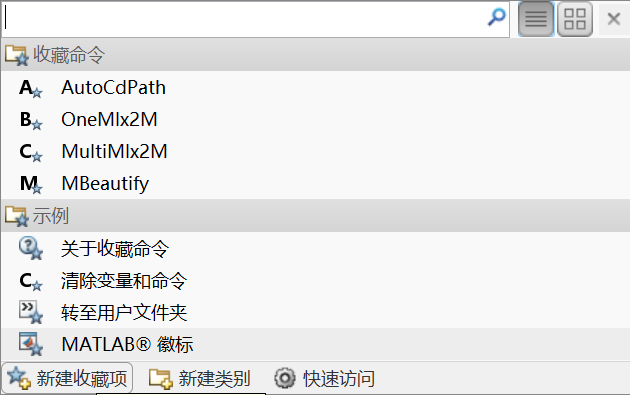 收藏命令
A AutoCdPath
B OneMlx2M
C MultiMlx2M
M MBeautify
示例
关于收藏命令
C 清除变量和命令
转至用户文件夹
MATLAB® 徽标
新建收藏项 新建类别 快速访问